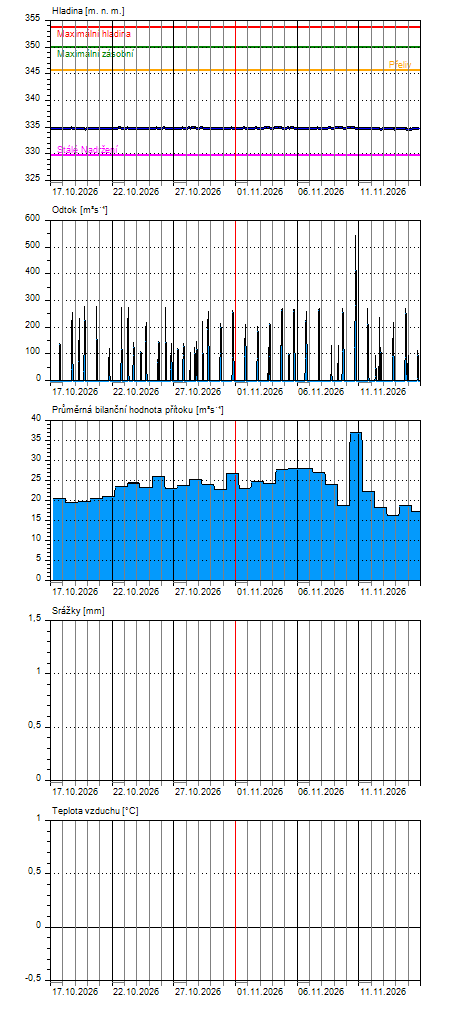 Hladina [m. n. m.]
355
Maximální hladina
350
Maximální zásobní
Přeliv
345
340
335
Stálé Nadržení
330
325
17.10.2026 22.10.2026 27.10.2026 01.11.2026 06.11.2026 11.11.2026
Odtok [m³s⁻¹]
600
500
400
300
200
100
0
17.10.2026 22.10.2026 27.10.2026 01.11.2026 06.11.2026 11.11.2026
Průměrná bilanční hodnota přítoku [m³s⁻¹]
40
35
30
25
20
15
10
5
0
17.10.2026 22.10.2026 27.10.2026 01.11.2026 06.11.2026 11.11.2026
Srážky [mm]
1,5
1
0,5
0
17.10.2026 22.10.2026 27.10.2026 01.11.2026 06.11.2026 11.11.2026
Teplota vzduchu [°C]
1
0,5
0
-0,5
17.10.2026 22.10.2026 27.10.2026 01.11.2026 06.11.2026 11.11.2026